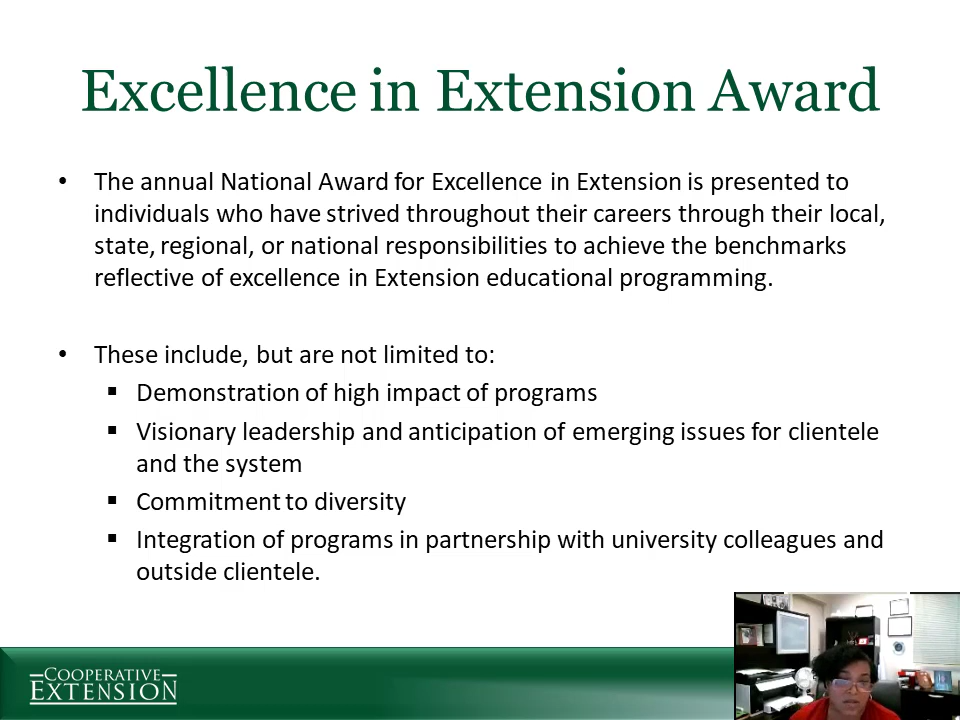 Excellence in Extension Award
• The annual National Award for Excellence in Extension is presented to
individuals who have strived throughout their careers through their local,
state, regional, or national responsibilities to achieve the benchmarks
reflective of excellence in Extension educational programming.
• These include, but are not limited to:
▪ Demonstration of high impact of programs
▪ Visionary leadership and anticipation of emerging issues for clientele
and the system
▪ Commitment to diversity
▪ Integration of programs in partnership with university colleagues and
outside clientele.
COOPERATIVE
EXTENSION